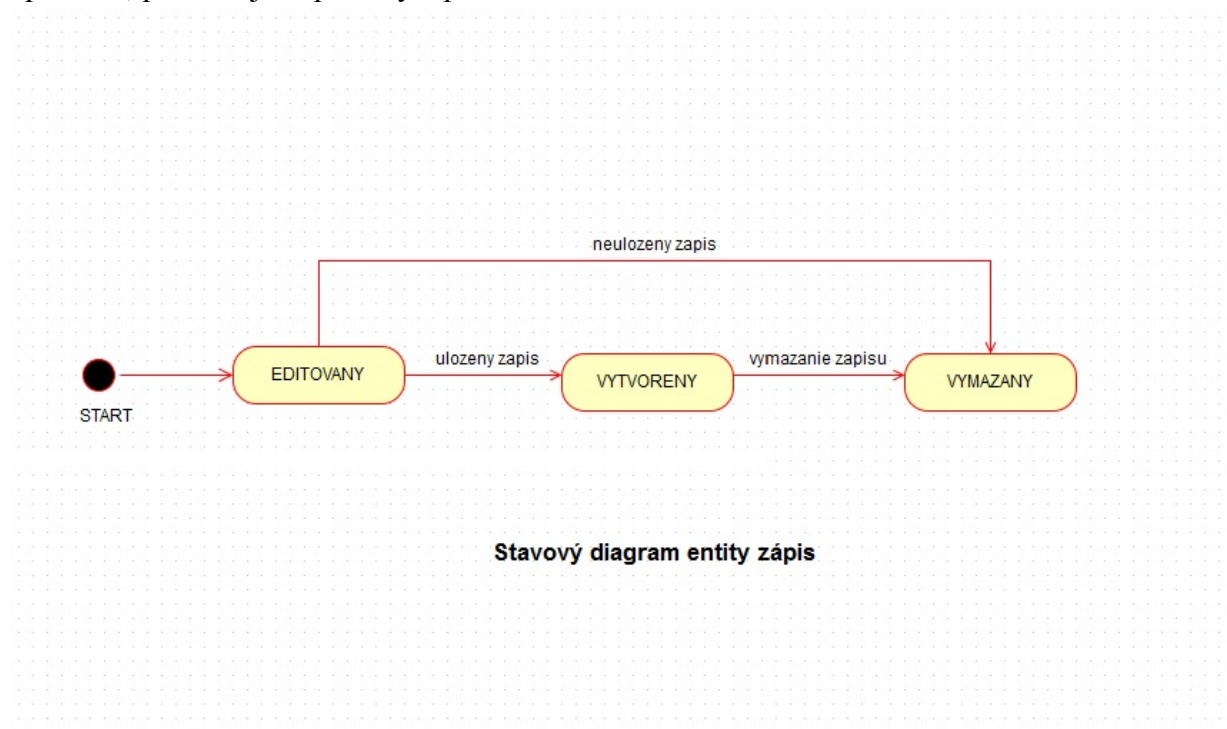 neulozeny zapis
ulozeny zapis
vymazanie zapisu
EDITOVANY
VYTVORENY
VYMAZANY
START
Stavový diagram entity zápis